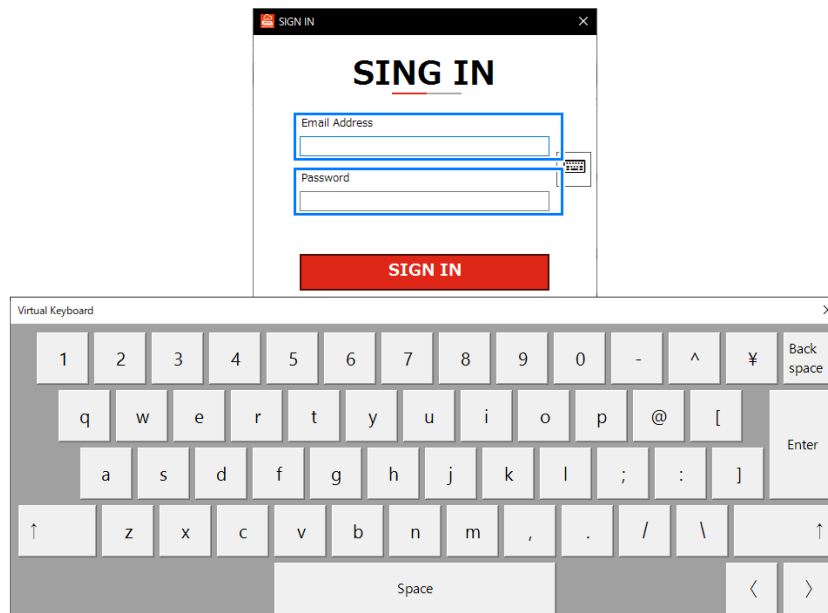 SIGN IN
SING IN
Email Address
Password
SIGN IN
Virtual Keyboard
1 2 3 4 5 6 7 8 9 0 - ^ ¥ Back space
q w e r t y u i o p @ [
Enter
a s d f g h j k l ; : ]
↑ z x c v b n m , . / \ ↑
Space 〈 〉